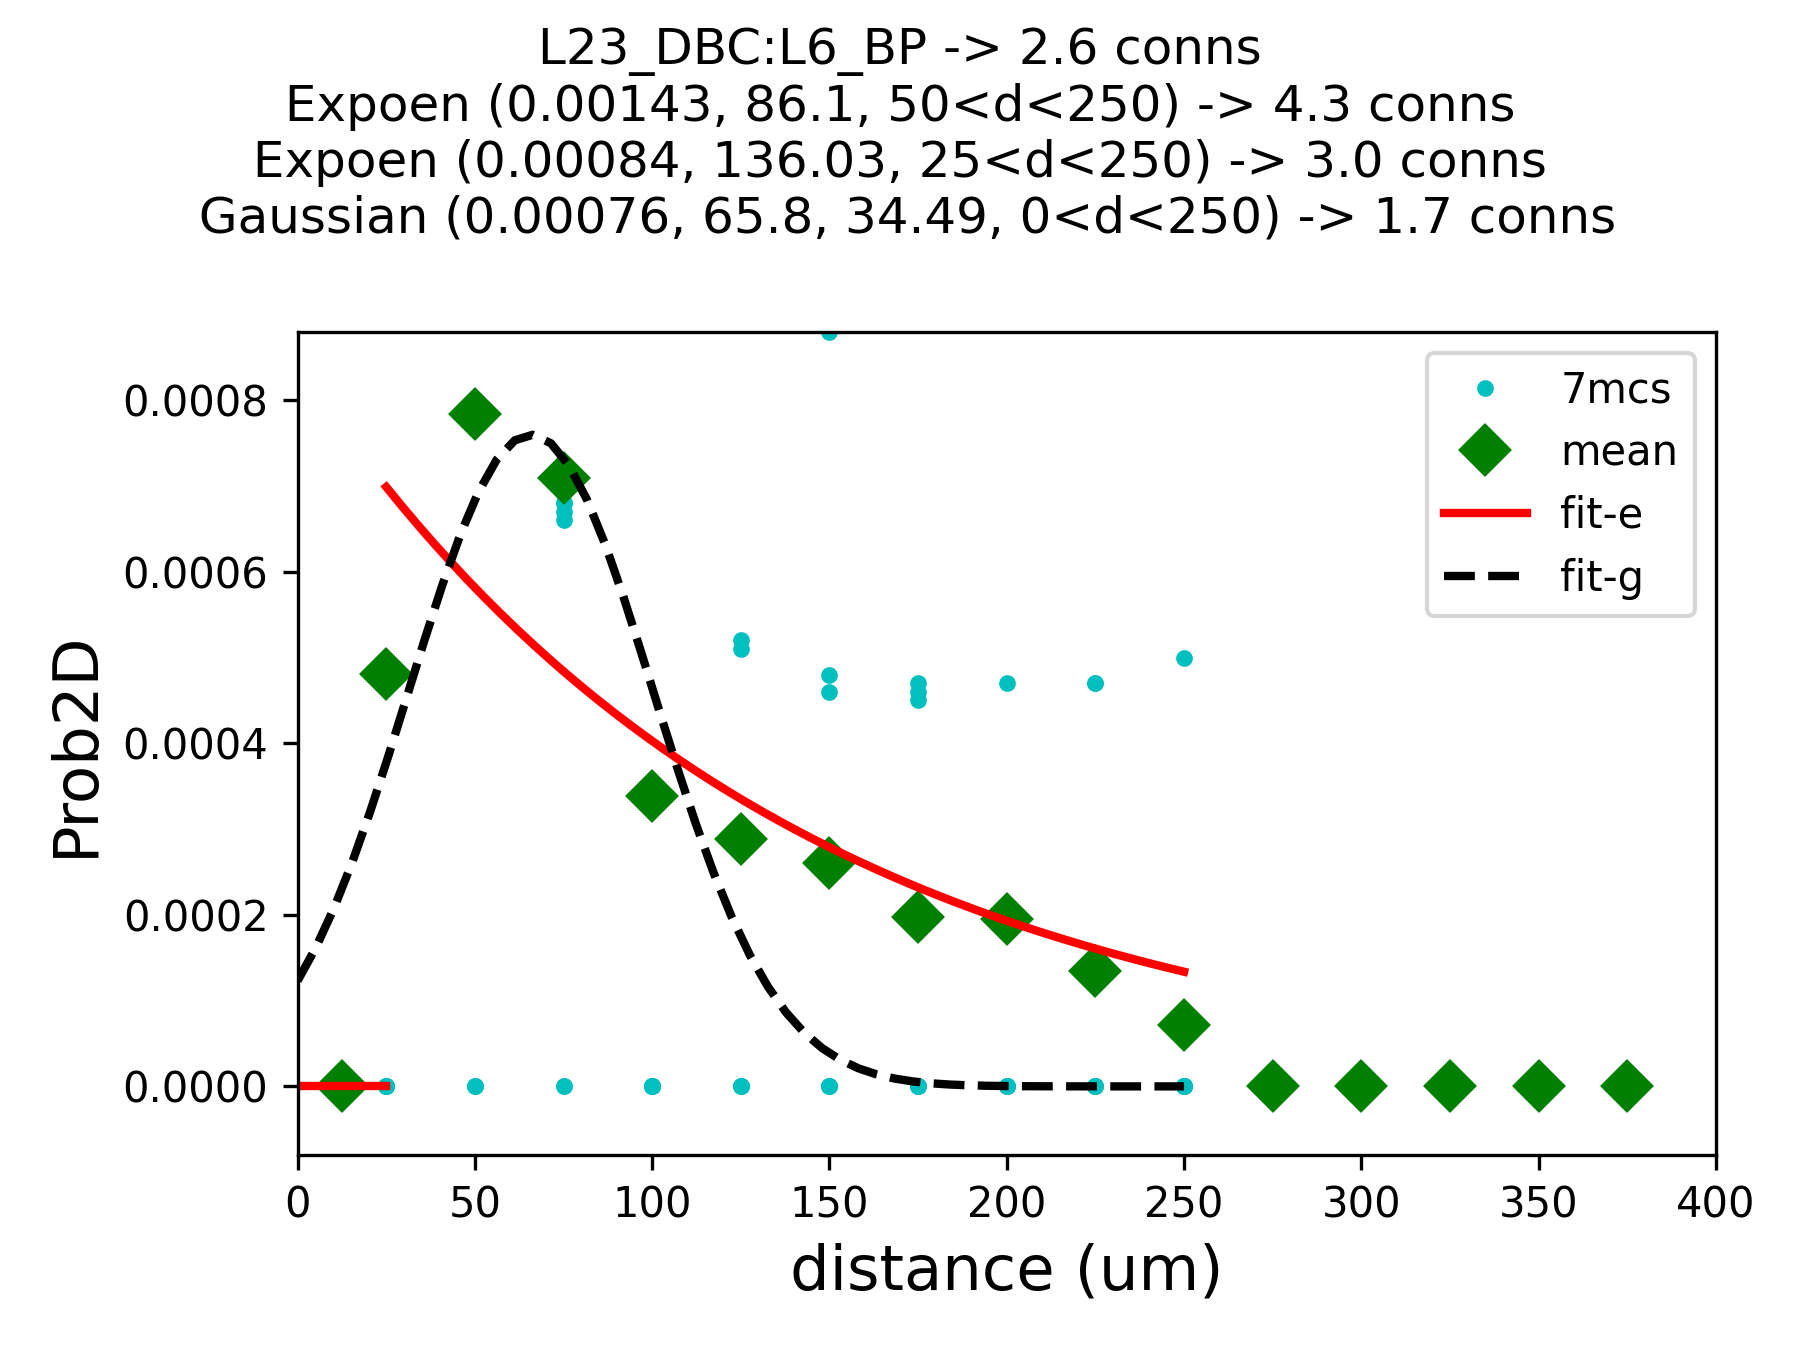 L23_DBC:L6_BP -> 2.6 conns
Expoen (0.00143, 86.1, 50<d<250) -> 4.3 conns
Expoen (0.00084, 136.03, 25<d<250) -> 3.0 conns
Gaussian (0.00076, 65.8, 34.49, 0<d<250) -> 1.7 conns
7mcs
mean
fit-e
fit-g
Prob2D
0.0008
0.0006
0.0004
0.0002
0.0000
0 50 100 150 200 250 300 350 400
distance (um)